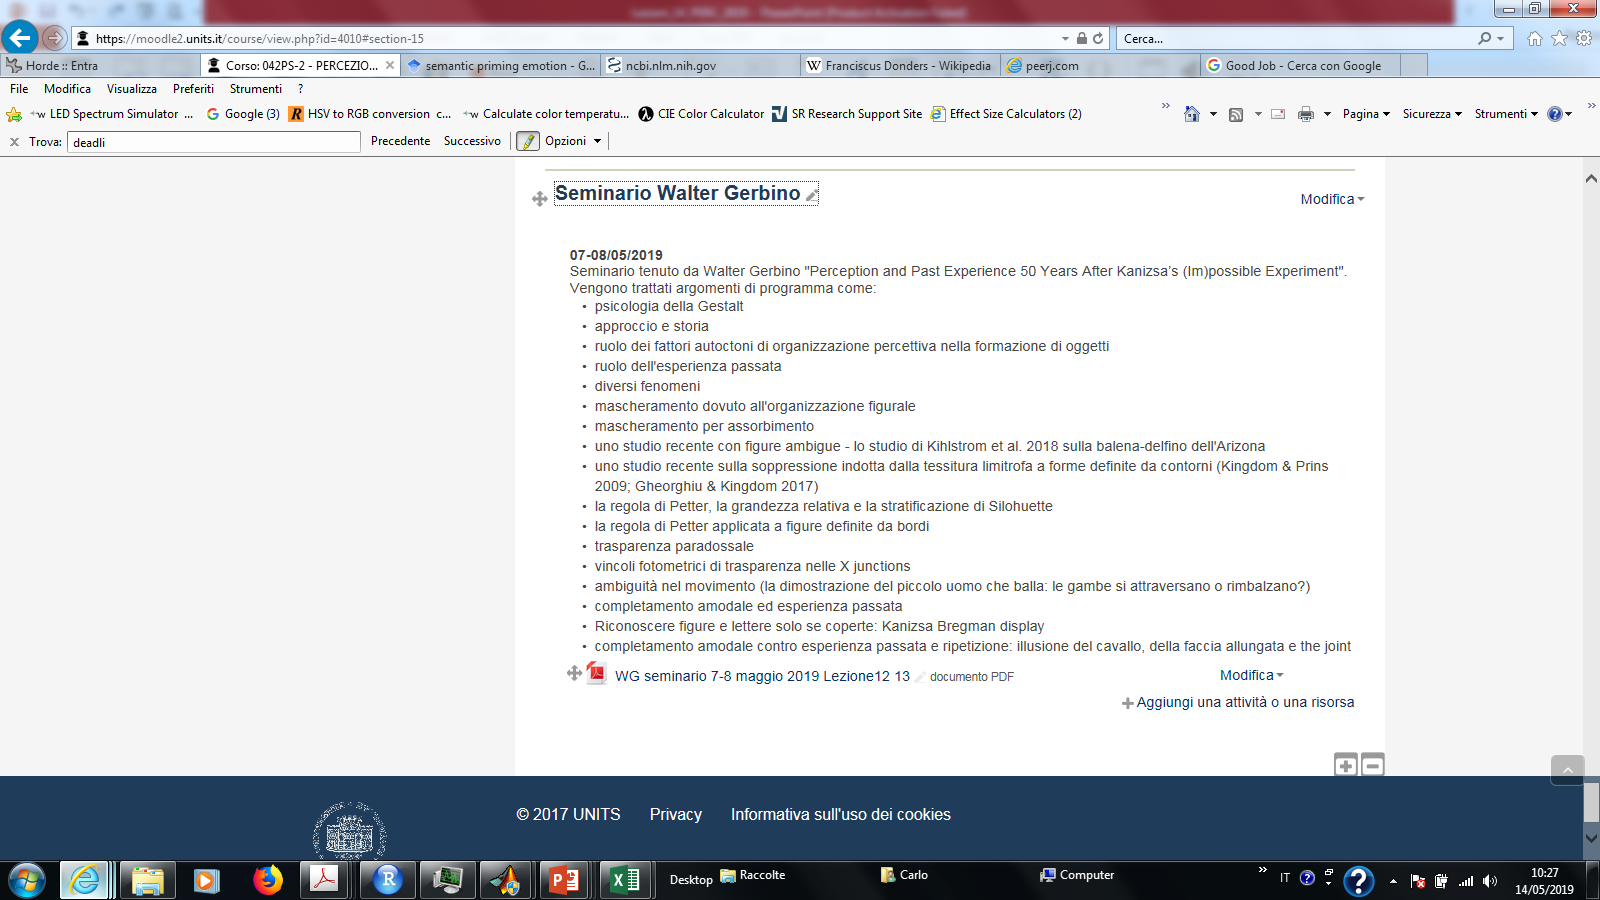 https://moodle2.units.it/course/view.php?id=4010#section-15
Cerca...
Horde :: Entra
Corso: 042PS-2 - PERCEZIO...
semantic priming emotion - G...
ncbi.nlm.nih.gov
Franciscus Donders - Wikipedia
peerj.com
Good Job - Cerca con Google
File Modifica Visualizza Preferiti Strumenti ?
LED Spectrum Simulator ...
Google (3)
HSV to RGB conversion c...
Calculate color temperatu...
CIE Color Calculator
SR Research Support Site
Effect Size Calculators (2)
Pagina
Sicurezza
Strumenti
Trova: deadli
Precedente Successivo
Opzioni
Seminario Walter Gerbino
Modifica
07-08/05/2019
Seminario tenuto da Walter Gerbino "Perception and Past Experience 50 Years After Kanizsa’s (Im)possible Experiment".
Vengono trattati argomenti di programma come:
• psicologia della Gestalt
• approccio e storia
• ruolo dei fattori autoctoni di organizzazione percettiva nella formazione di oggetti
• ruolo dell'esperienza passata
• diversi fenomeni
• mascheramento dovuto all'organizzazione figurale
• mascheramento per assorbimento
• uno studio recente con figure ambigue - lo studio di Kihlstrom et al. 2018 sulla balena-delfino dell'Arizona
• uno studio recente sulla soppressione indotta dalla tessitura limitrofa a forme definite da contorni (Kingdom & Prins
2009; Gheorghiu & Kingdom 2017)
• la regola di Petter, la grandezza relativa e la stratificazione di Silohuette
• la regola di Petter applicata a figure definite da bordi
• trasparenza paradossale
• vincoli fotometrici di trasparenza nelle X junctions
• ambiguità nel movimento (la dimostrazione del piccolo uomo che balla: le gambe si attraversano o rimbalzano?)
• completamento amodale ed esperienza passata
• Riconoscere figure e lettere solo se coperte: Kanizsa Bregman display
• completamento amodale contro esperienza passata e ripetizione: illusione del cavallo, della faccia allungata e the joint
WG seminario 7-8 maggio 2019 Lezione12 13 documento PDF
Modifica
Aggiungi una attività o una risorsa
© 2017 UNITS Privacy Informativa sull'uso dei cookies
Desktop
Raccolte
Carlo
Computer
IT
10:27
14/05/2019